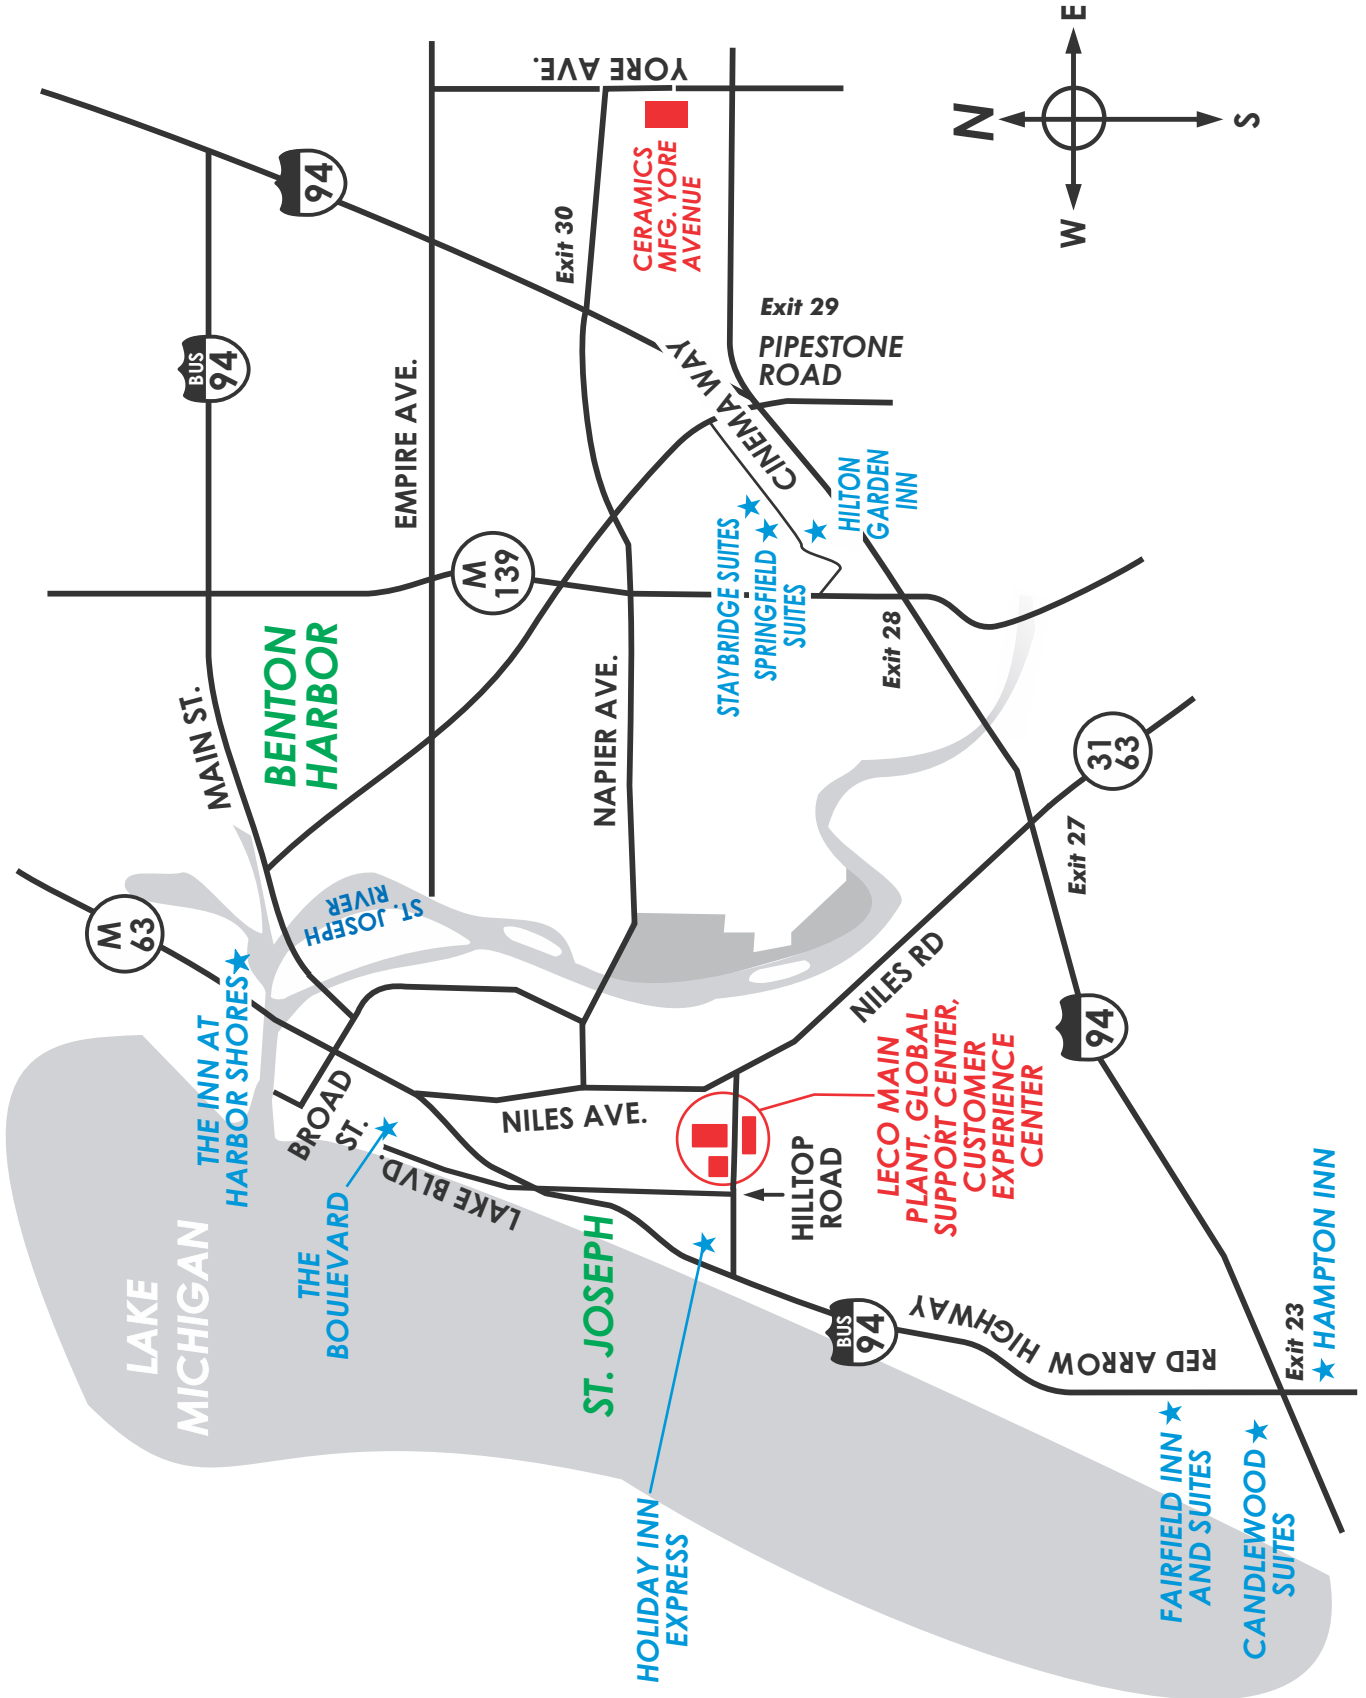 LAKE
MICHIGAN
THE INN AT
HARBOR SHORES
M
63
ST. JOSEPH
RIVER
MAIN ST.
BENTON
HARBOR
BUS
94
94
EMPIRE AVE.
M
139
YORE AVE.
Exit 30
CERAMICS
MFG. YORE
AVENUE
Exit 29
PIPESTONE
ROAD
CINEMA WAY
HILTON
GARDEN
INN
STAYBRIDGE SUITES
SPRINGFIELD
SUITES
Exit 28
NAPIER AVE.
31
63
Exit 27
NILES RD
BROAD
ST.
THE
BOULEVARD
LAKE BLVD.
NILES AVE.
ST. JOSEPH
HILLTOP
ROAD
LECO MAIN
PLANT, GLOBAL
SUPPORT CENTER,
CUSTOMER
EXPERIENCE
CENTER
94
HOLIDAY INN
EXPRESS
BUS
94
RED ARROW HIGHWAY
Exit 23
HAMPTON INN
FAIRFIELD INN
AND SUITES
CANDLEWOOD
SUITES
N
E
S
W